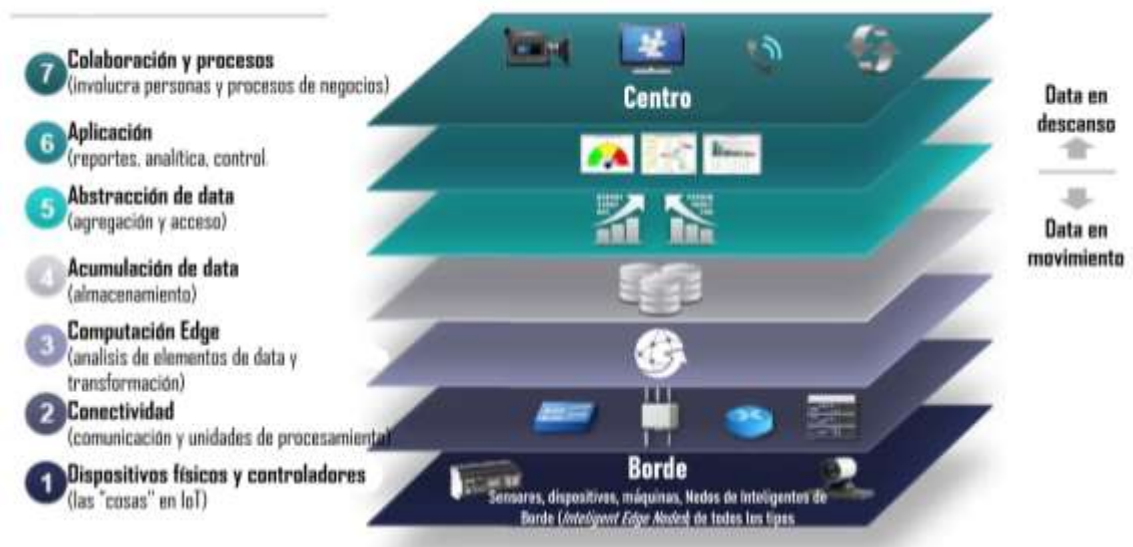 7 Colaboración y procesos
(involucra personas y procesos de negocios)
6 Aplicación
(reportes, analítica, control.
5 Abstracción de data
(agregación y acceso)
4 Acumulación de data
(almacenamiento)
3 Computación Edge
(analisis de elementos de data y
transformación)
2 Conectividad
(comunicación y unidades de procesamiento)
1 Dispositivos físicos y controladores
(las "cosas" en IoT)
Centro
Borde
Sensores, dispositivos, máquinas, Nodos de Inteligentes de
Borde (Inteligent Edge Nodes) de todos los tipos
Data en
descanso
Data en
movimiento